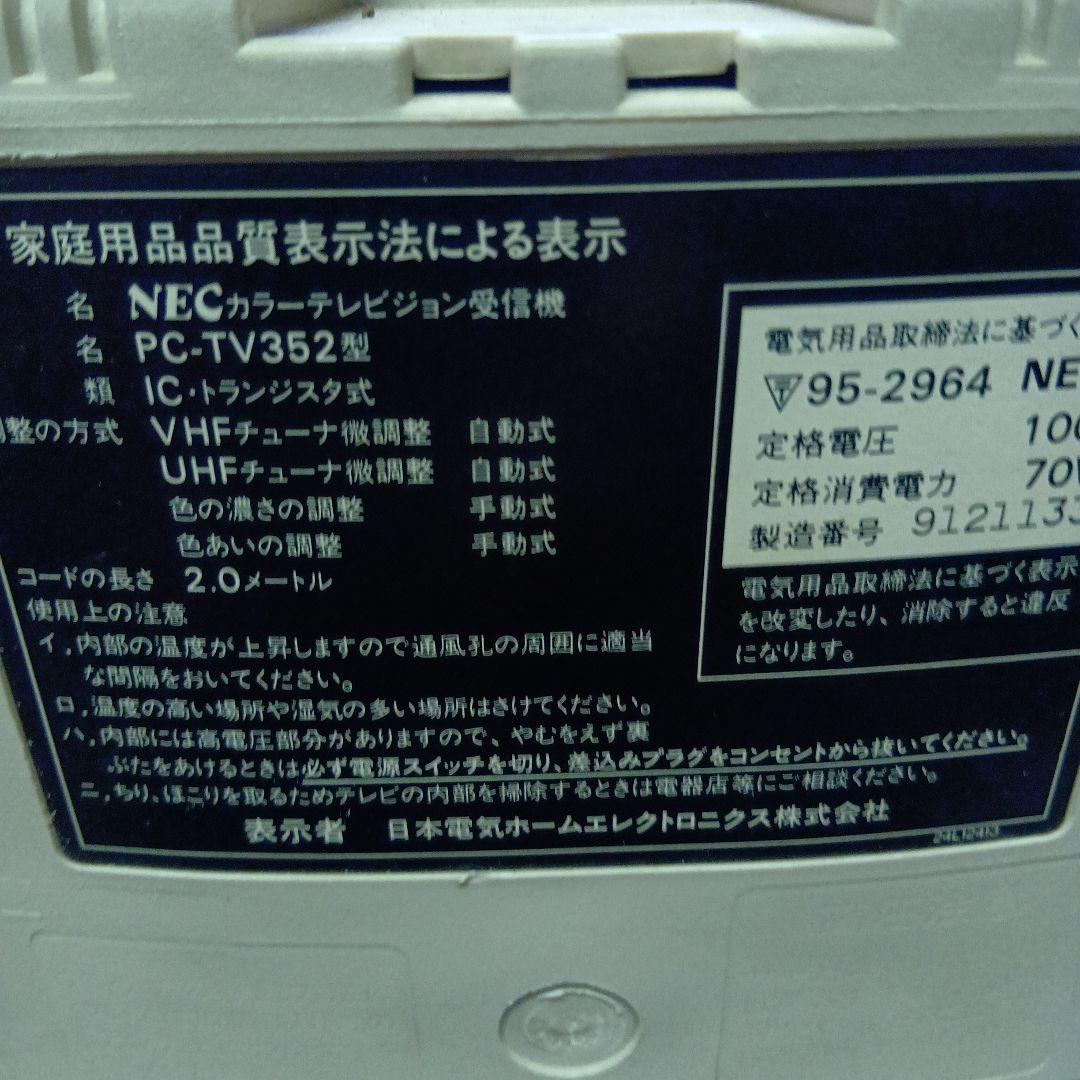 家庭用品品質表示法による表示
名 NECカラーテレビジョン受信機
名 PC-TV352型
類 IC・トランジスタ式
整の方式 VHFチューナ微調整 自動式
UHFチューナ微調整 自動式
色の濃さの調整 手動式
色あいの調整 手動式
コードの長さ 2.0メートル
使用上の注意
イ.内部の温度が上昇しますので通風孔の周囲に適当
な間隔をおいてください。
ロ.温度の高い場所や湿気の多い場所はさけてください。
ハ.内部には高電圧部分がありますので、やむをえず裏
ぶたをあけるときは必ず電源スイッチを切り、差込みプラグをコンセントから抜いてください。
ニ.ちり、ほこりを取るためテレビの内部を掃除するときは電器店等にご相談ください。
表示者 日本電気ホームエレクトロニクス株式会社
電気用品取締法に基づく
95-2964 NE
定格電圧 100
定格消費電力 70W
製造番号 9121133
電気用品取締法に基づく表示
を改変したり、消除すると違反
になります。